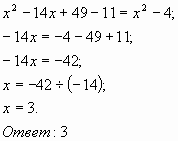 x² −14x + 49 −11 = x² − 4;
−14x = −4 − 49 + 11;
−14x = −42;
x = −42 ÷ (−14);
x = 3.
Ответ : 3